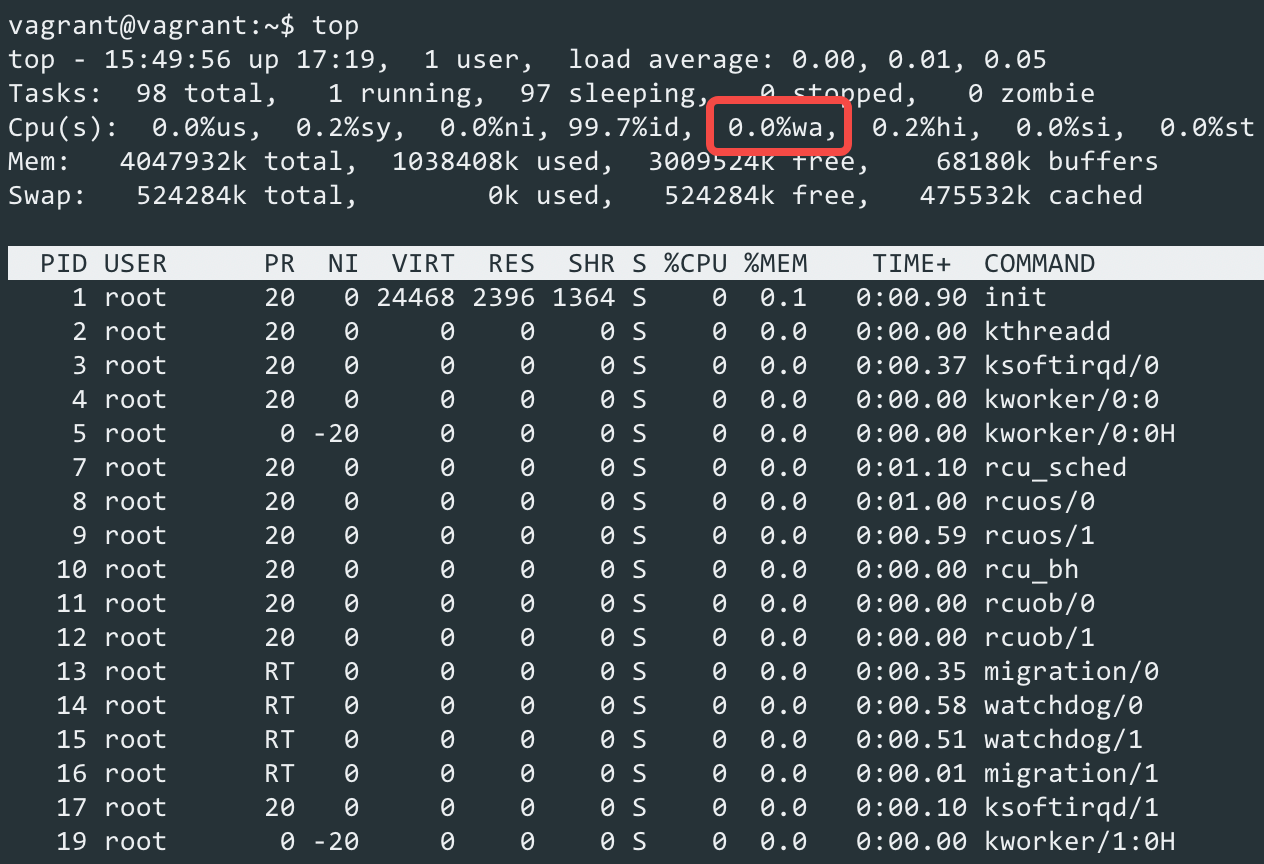 vagrant@vagrant:~$ top
top - 15:49:56 up 17:19,  1 user,  load average: 0.00, 0.01, 0.05
Tasks:  98 total,   1 running,  97 sleeping,   0 stopped,   0 zombie
Cpu(s):  0.0%us,  0.2%sy,  0.0%ni, 99.7%id,  0.0%wa,  0.2%hi,  0.0%si,  0.0%st
Mem:   4047932k total,  1038408k used,  3009524k free,    68180k buffers
Swap:   524284k total,        0k used,   524284k free,   475532k cached
  PID USER      PR  NI  VIRT  RES  SHR S %CPU %MEM    TIME+  COMMAND
    1 root      20   0 24468 2396 1364 S    0  0.1   0:00.90 init
    2 root      20   0     0    0    0 S    0  0.0   0:00.00 kthreadd
    3 root      20   0     0    0    0 S    0  0.0   0:00.37 ksoftirqd/0
    4 root      20   0     0    0    0 S    0  0.0   0:00.00 kworker/0:0
    5 root       0 -20     0    0    0 S    0  0.0   0:00.00 kworker/0:0H
    7 root      20   0     0    0    0 S    0  0.0   0:01.10 rcu_sched
    8 root      20   0     0    0    0 S    0  0.0   0:01.00 rcuos/0
    9 root      20   0     0    0    0 S    0  0.0   0:00.59 rcuos/1
   10 root      20   0     0    0    0 S    0  0.0   0:00.00 rcu_bh
   11 root      20   0     0    0    0 S    0  0.0   0:00.00 rcuob/0
   12 root      20   0     0    0    0 S    0  0.0   0:00.00 rcuob/1
   13 root      RT   0     0    0    0 S    0  0.0   0:00.35 migration/0
   14 root      RT   0     0    0    0 S    0  0.0   0:00.58 watchdog/0
   15 root      RT   0     0    0    0 S    0  0.0   0:00.51 watchdog/1
   16 root      RT   0     0    0    0 S    0  0.0   0:00.01 migration/1
   17 root      20   0     0    0    0 S    0  0.0   0:00.10 ksoftirqd/1
   19 root       0 -20     0    0    0 S    0  0.0   0:00.00 kworker/1:0H